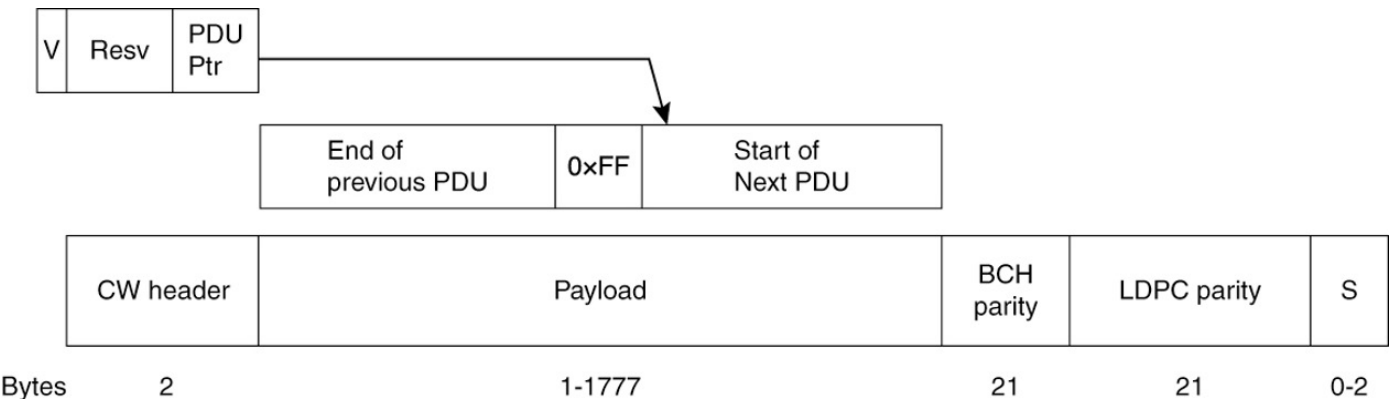 V Resv PDU
Ptr
End of
previous PDU
0×FF
Start of
Next PDU
CW header Payload BCH
parity
LDPC parity S
Bytes 2 1-1777 21 21 0-2